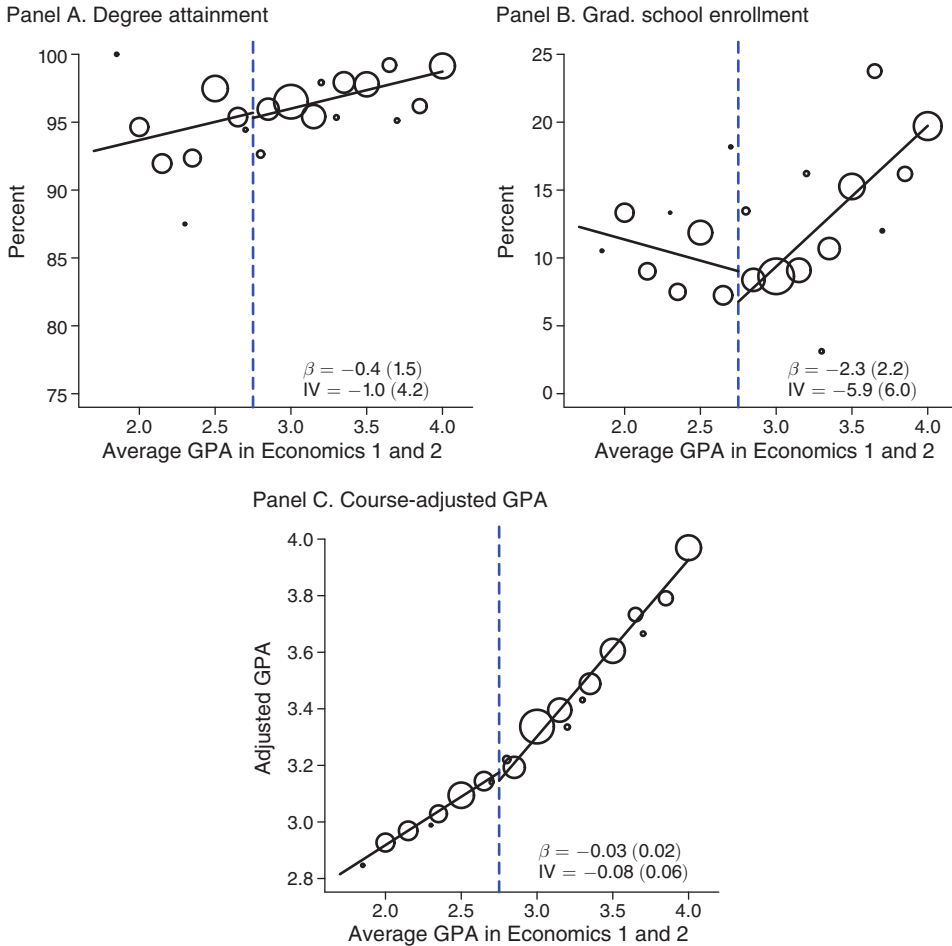 Panel A. Degree attainment
Percent
100
95
90
85
80
75
β = −0.4 (1.5)
IV = −1.0 (4.2)
2.0 2.5 3.0 3.5 4.0
Average GPA in Economics 1 and 2
Panel B. Grad. school enrollment
Percent
25
20
15
10
5
0
β = −2.3 (2.2)
IV = −5.9 (6.0)
2.0 2.5 3.0 3.5 4.0
Average GPA in Economics 1 and 2
Panel C. Course-adjusted GPA
Adjusted GPA
4.0
3.8
3.6
3.4
3.2
3.0
2.8
β = −0.03 (0.02)
IV = −0.08 (0.06)
2.0 2.5 3.0 3.5 4.0
Average GPA in Economics 1 and 2